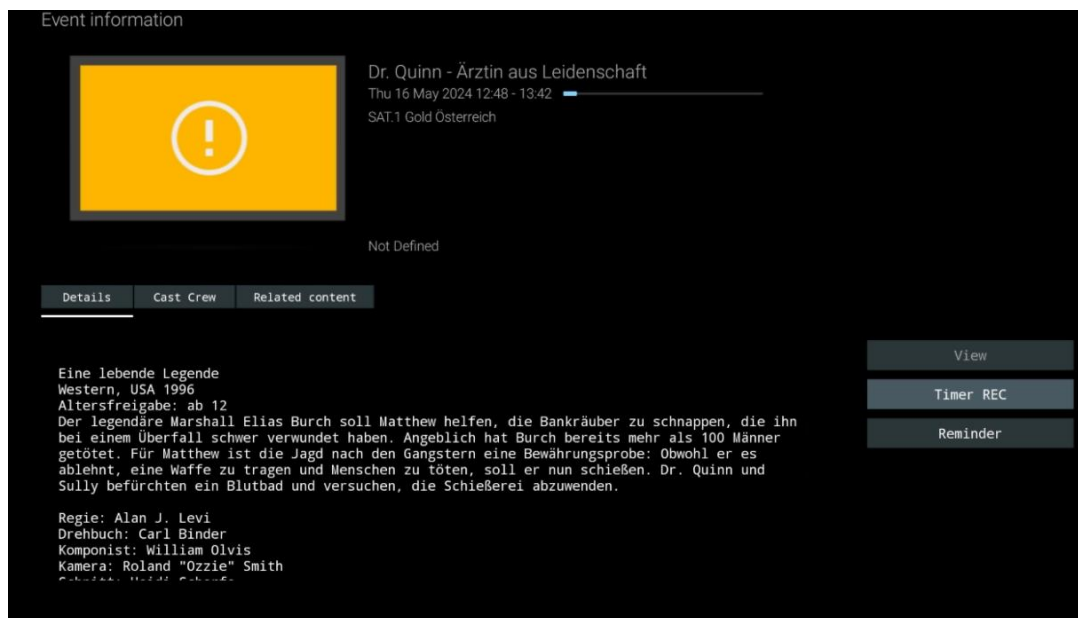 Event information
Dr. Quinn - Ärztin aus Leidenschaft
Thu 16 May 2024 12:48 - 13:42
SAT.1 Gold Österreich
Not Defined
Details
Cast Crew
Related content
View
Timer REC
Reminder
Eine lebende Legende
Western, USA 1996
Altersfreigabe: ab 12
Der legendäre Marshall Elias Burch soll Matthew helfen, die Bankräuber zu schnappen, die ihn
bei einem Überfall schwer verwundet haben. Angeblich hat Burch bereits mehr als 100 Männer
getötet. Für Matthew ist die Jagd nach den Gangstern eine Bewährungsprobe: Obwohl er es
ablehnt, eine Waffe zu tragen und Menschen zu töten, soll er nun schießen. Dr. Quinn und
Sully befürchten ein Blutbad und versuchen, die Schießerei abzuwenden.
Regie: Alan J. Levi
Drehbuch: Carl Binder
Komponist: William Olvis
Kamera: Roland "Ozzie" Smith